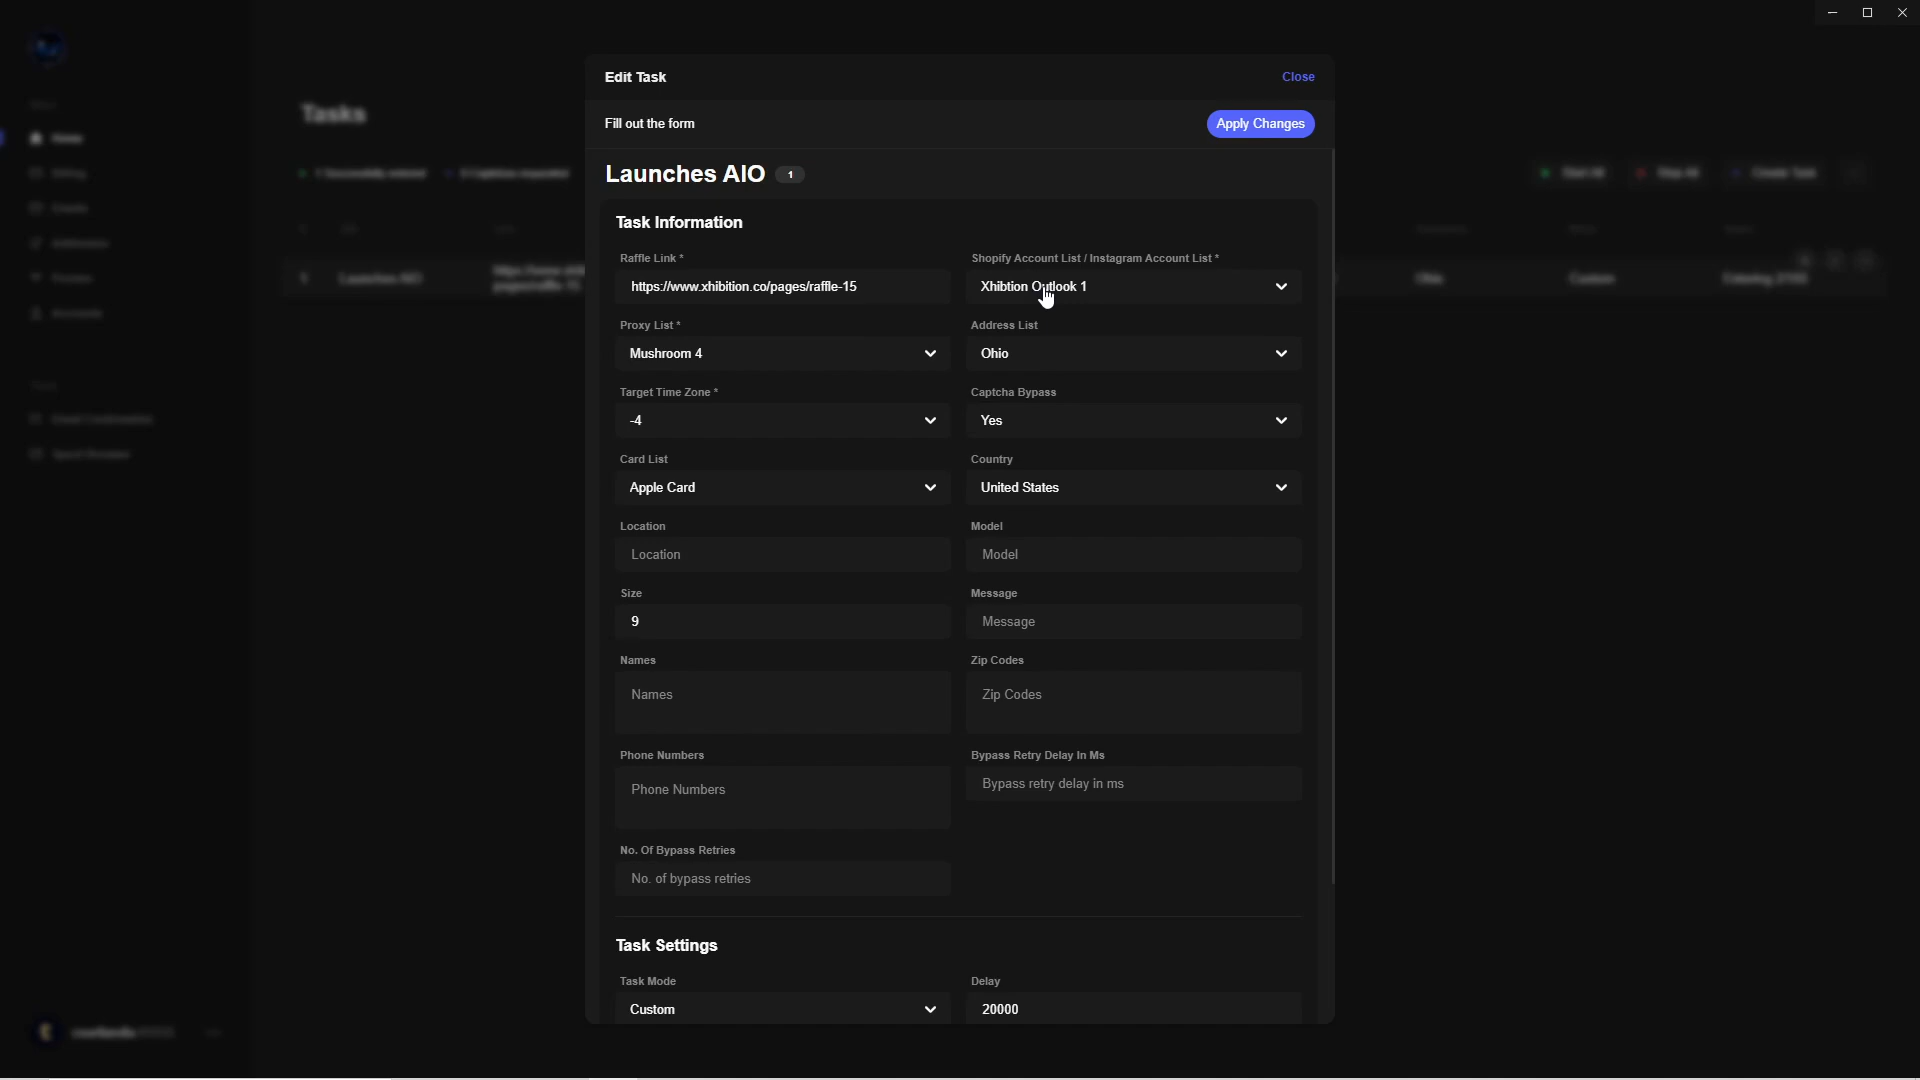 Edit Task
Close
Fill out the form
Apply Changes
Launches AIO 1
Task Information
Raffle Link *
Shopify Account List / Instagram Account List *
https://www.xhibition.co/pages/raffle-15
Xhibtion Outlook 1
Proxy List *
Address List
Mushroom 4
Ohio
Target Time Zone *
Captcha Bypass
-4
Yes
Card List
Country
Apple Card
United States
Location
Model
Location
Model
Size
Message
9
Message
Names
Zip Codes
Names
Zip Codes
Phone Numbers
Bypass Retry Delay In Ms
Phone Numbers
Bypass retry delay in ms
No. Of Bypass Retries
No. of bypass retries
Task Settings
Task Mode
Delay
Custom
20000
Tasks
Launches AIO
Ohio
Custom